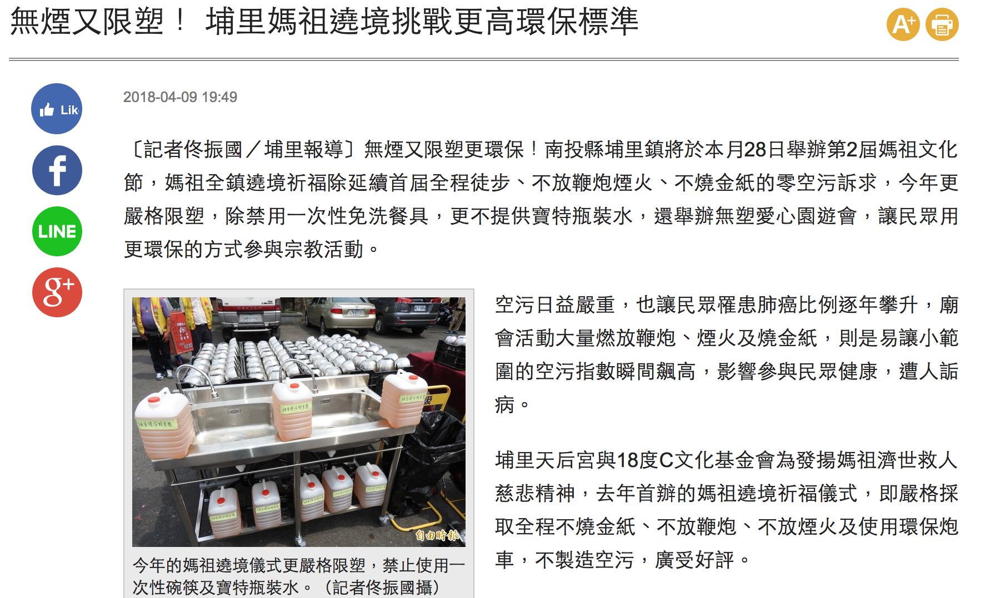 無煙又限塑！ 埔里媽祖遶境挑戰更高環保標準
A+
Lik
f
LINE
g+
2018-04-09 19:49
〔記者佟振國／埔里報導〕無煙又限塑更環保！南投縣埔里鎮將於本月28日舉辦第2屆媽祖文化
節，媽祖全鎮遶境祈福除延續首屆全程徒步、不放鞭炮煙火、不燒金紙的零空污訴求，今年更
嚴格限塑，除禁用一次性免洗餐具，更不提供寶特瓶裝水，還舉辦無塑愛心園遊會，讓民眾用
更環保的方式參與宗教活動。
自由時報
今年的媽祖遶境儀式更嚴格限塑，禁止使用一
次性碗筷及寶特瓶裝水。（記者佟振國攝）
空污日益嚴重，也讓民眾罹患肺癌比例逐年攀升，廟
會活動大量燃放鞭炮、煙火及燒金紙，則是易讓小範
圍的空污指數瞬間飆高，影響參與民眾健康，遭人詬
病。
埔里天后宮與18度C文化基金會為發揚媽祖濟世救人
慈悲精神，去年首辦的媽祖遶境祈福儀式，即嚴格採
取全程不燒金紙、不放鞭炮、不放煙火及使用環保炮
車，不製造空污，廣受好評。